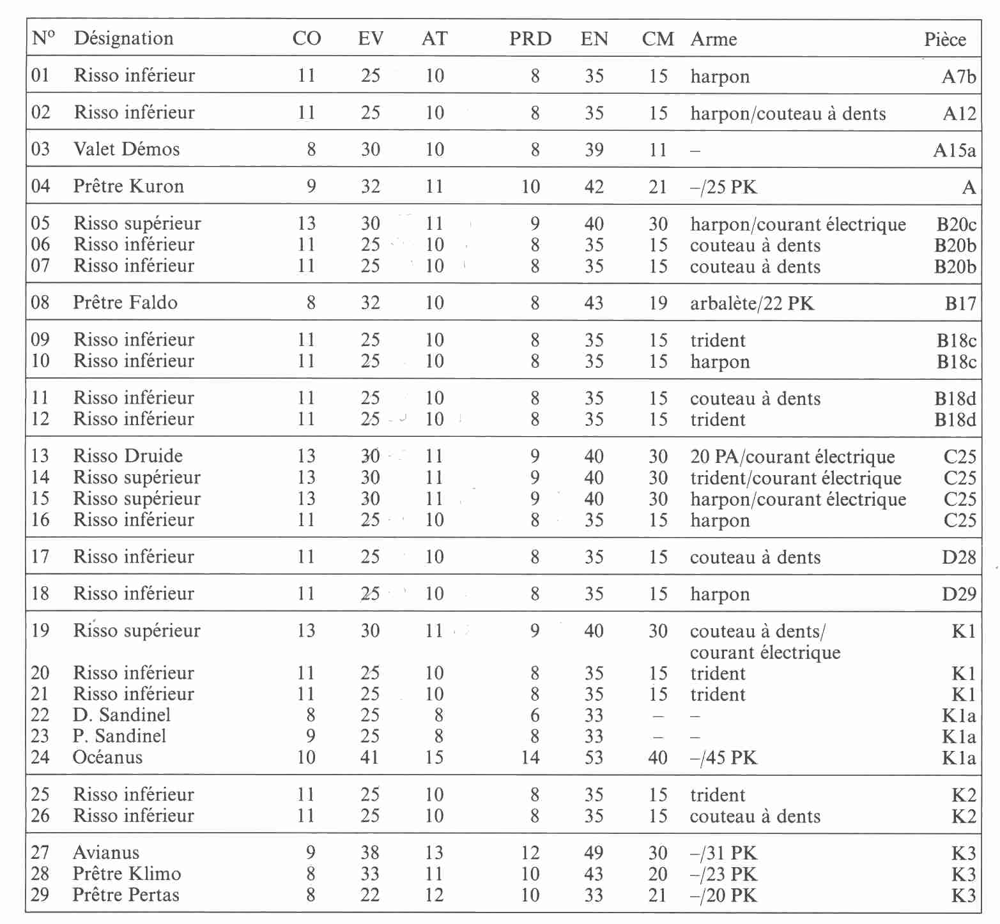 Nº Désignation CO EV AT PRD EN CM Arme Pièce
01 Risso inférieur 11 25 10 8 35 15 harpon A7b
02 Risso inférieur 11 25 10 8 35 15 harpon/couteau à dents A12
03 Valet Démos 8 30 10 8 39 11 – A15a
04 Prêtre Kuron 9 32 11 10 42 21 –/25 PK A
05 Risso supérieur 13 30 11 9 40 30 harpon/courant électrique B20c
06 Risso inférieur 11 25 10 8 35 15 couteau à dents B20b
07 Risso inférieur 11 25 10 8 35 15 couteau à dents B20b
08 Prêtre Faldo 8 32 10 8 43 19 arbalète/22 PK B17
09 Risso inférieur 11 25 10 8 35 15 trident B18c
10 Risso inférieur 11 25 10 8 35 15 harpon B18c
11 Risso inférieur 11 25 10 8 35 15 couteau à dents B18d
12 Risso inférieur 11 25 10 8 35 15 trident B18d
13 Risso Druide 13 30 11 9 40 30 20 PA/courant électrique C25
14 Risso supérieur 13 30 11 9 40 30 trident/courant électrique C25
15 Risso supérieur 13 30 11 9 40 30 harpon/courant électrique C25
16 Risso inférieur 11 25 10 8 35 15 harpon C25
17 Risso inférieur 11 25 10 8 35 15 couteau à dents D28
18 Risso inférieur 11 25 10 8 35 15 harpon D29
19 Risso supérieur 13 30 11 9 40 30 couteau à dents/ K1
courant électrique
20 Risso inférieur 11 25 10 8 35 15 trident K1
21 Risso inférieur 11 25 10 8 35 15 trident K1
22 D. Sandinel 8 25 8 6 33 – – K1a
23 P. Sandinel 9 25 8 8 33 – – K1a
24 Océanus 10 41 15 14 53 40 –/45 PK K1a
25 Risso inférieur 11 25 10 8 35 15 trident K2
26 Risso inférieur 11 25 10 8 35 15 couteau à dents K2
27 Avianus 9 38 13 12 49 30 –/31 PK K3
28 Prêtre Klimo 8 33 11 10 43 20 –/23 PK K3
29 Prêtre Pertas 8 22 12 10 33 21 –/20 PK K3